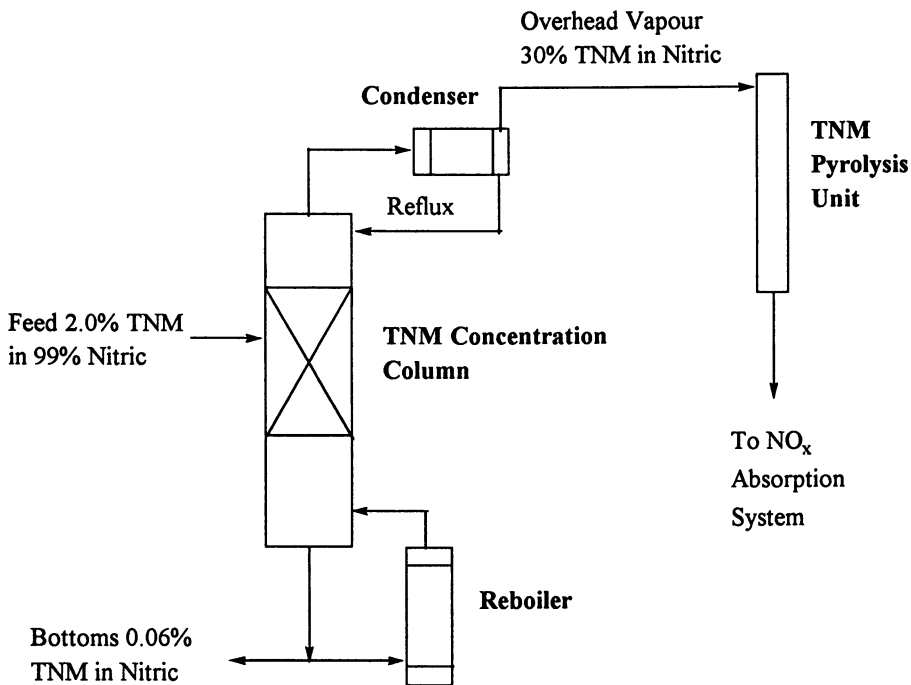 Overhead Vapour
30% TNM in Nitric
Condenser
TNM
Pyrolysis
Unit
Reflux
Feed 2.0% TNM
in 99% Nitric
TNM Concentration
Column
To NOx
Absorption
System
Reboiler
Bottoms 0.06%
TNM in Nitric